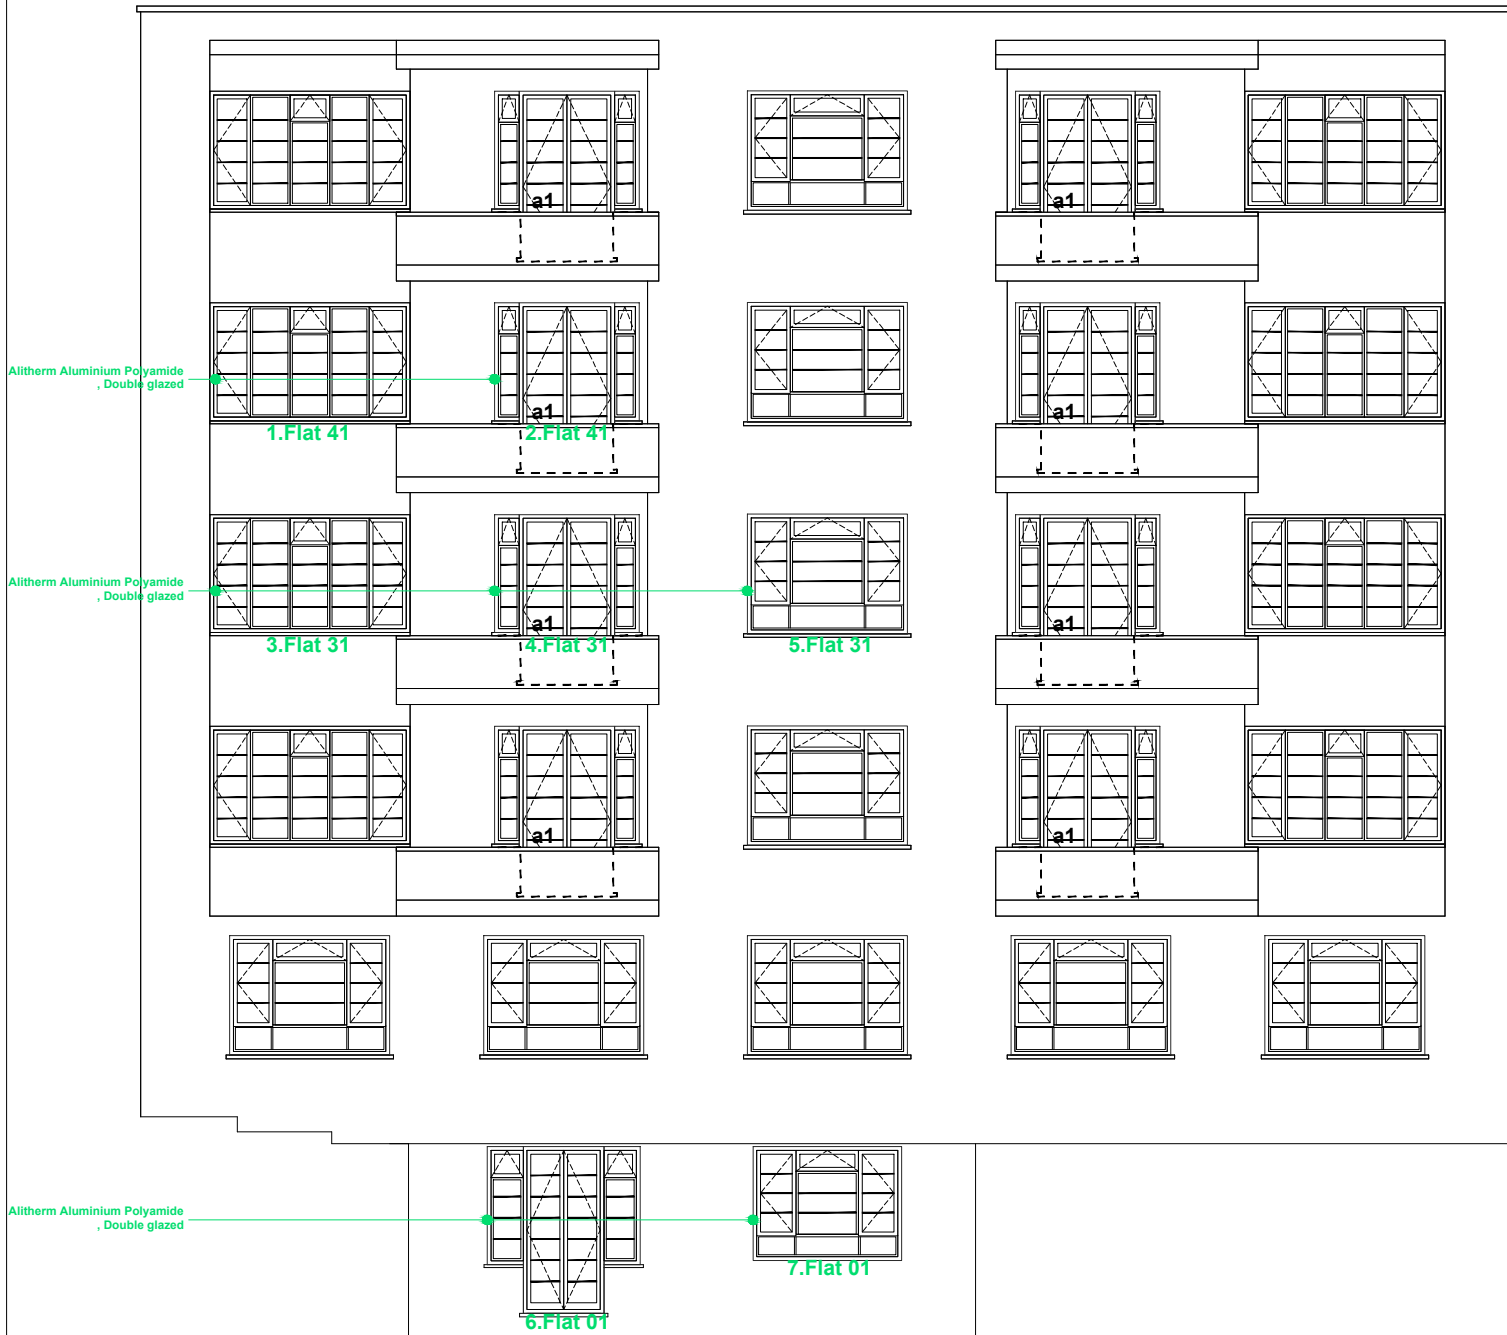 a1
a1
Alitherm Aluminium Polyamide
, Double glazed
a1
a1
1.Flat 41
2.Flat 41
Alitherm Aluminium Polyamide
, Double glazed
a1
a1
3.Flat 31
4.Flat 31
5.Flat 31
a1
a1
Alitherm Aluminium Polyamide
, Double glazed
7.Flat 01
6.Flat 01